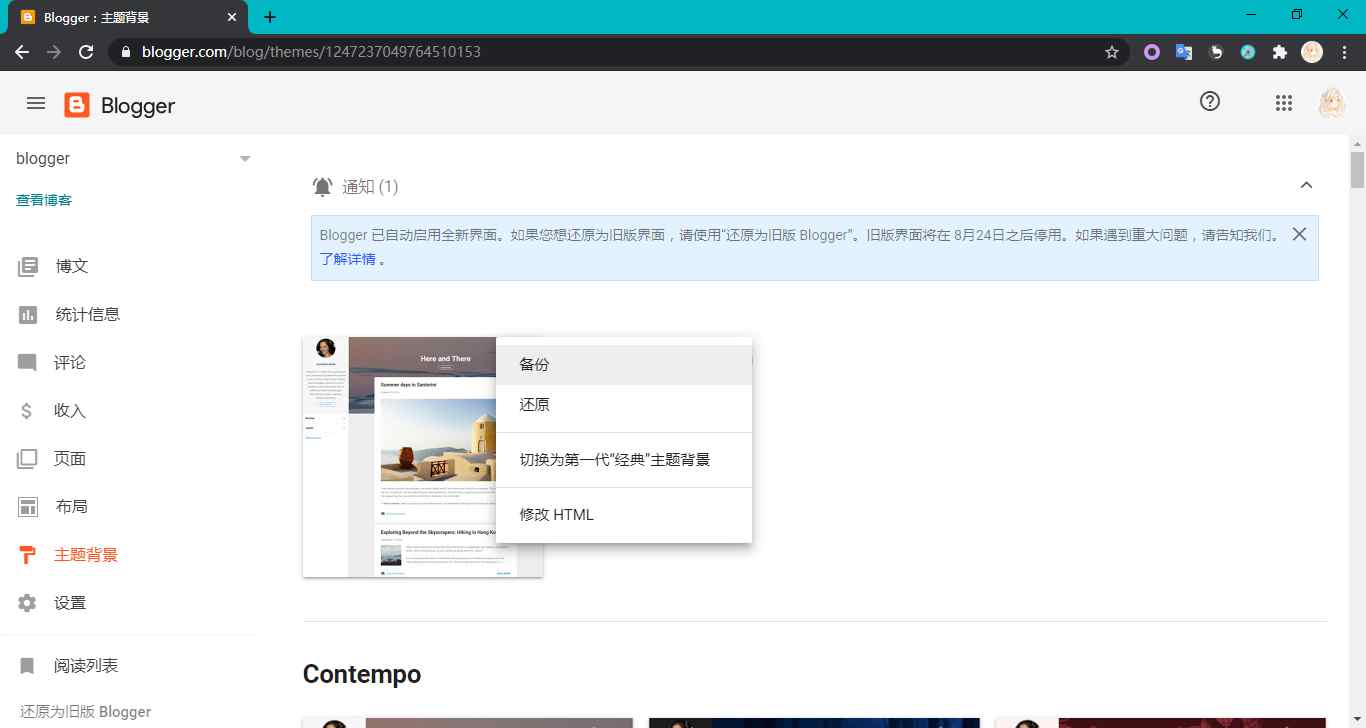 Blogger：主题背景
blogger.com/blog/themes/1247237049764510153
Blogger
blogger
查看博客
博文
统计信息
评论
收入
页面
布局
主题背景
设置
阅读列表
还原为旧版 Blogger
通知 (1)
Blogger 已自动启用全新界面。如果您想还原为旧版界面，请使用“还原为旧版 Blogger”。旧版界面将在 8月24日之后停用。如果遇到重大问题，请告知我们。
了解详情 。
Here and There
Summer days in Santorini
Exploring Beyond the Skyscrapers: Hiking in Hong Ko
备份
还原
切换为第一代“经典”主题背景
修改 HTML
Contempo